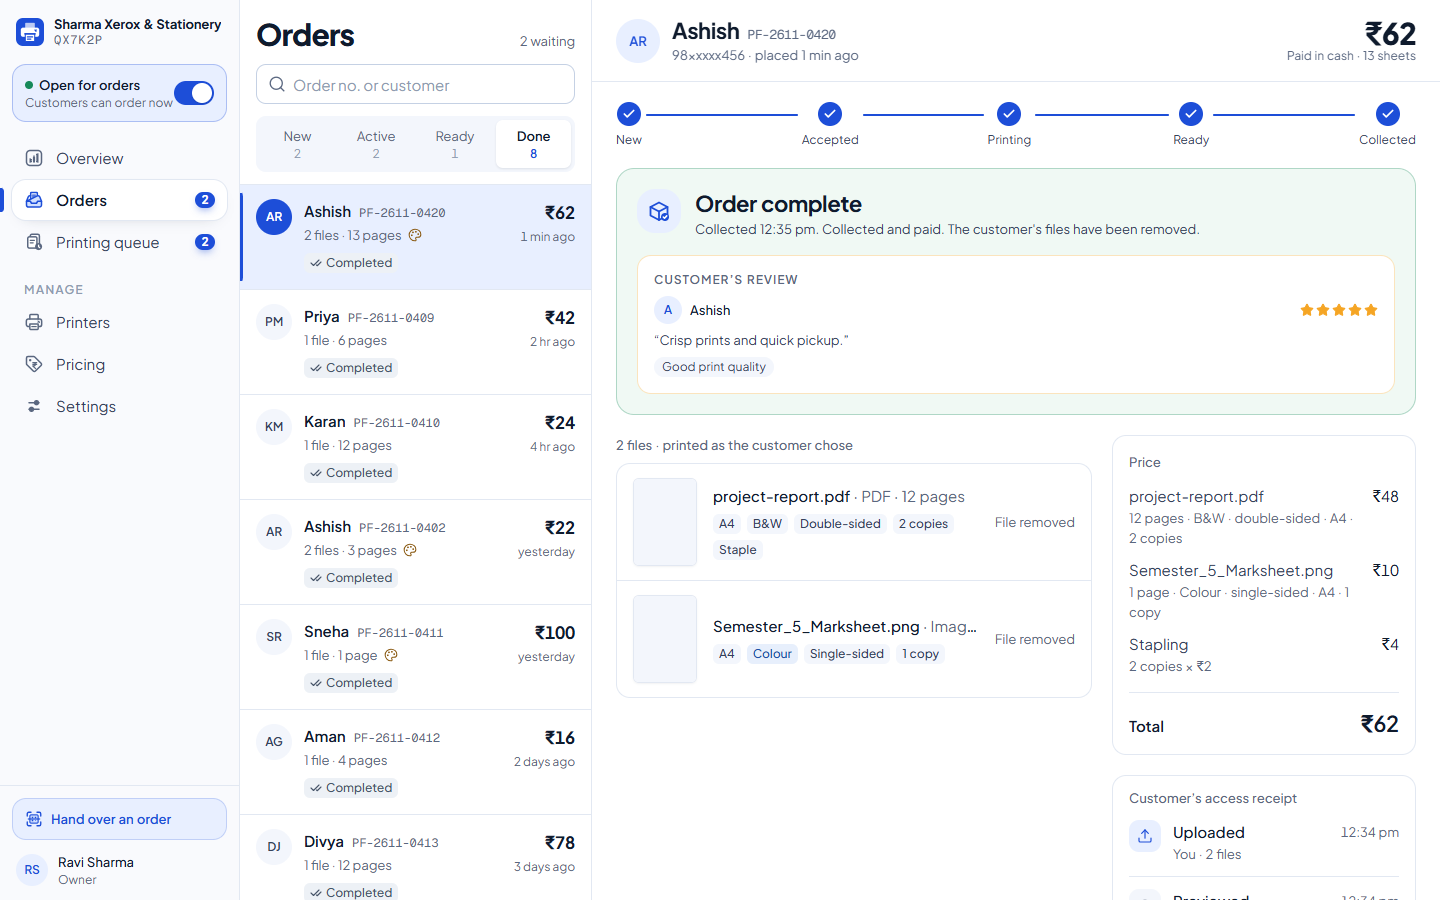 Sharma Xerox & Stationery
QX7K2P
Open for orders
Customers can order now
Overview
Orders 2
Printing queue 2
MANAGE
Printers
Pricing
Settings
Hand over an order
RS
Ravi Sharma
Owner
Orders
2 waiting
Order no. or customer
New
2
Active
2
Ready
1
Done
8
AR
Ashish PF-2611-0420 ₹62
2 files · 13 pages 1 min ago
Completed
PM
Priya PF-2611-0409 ₹42
1 file · 6 pages 2 hr ago
Completed
KM
Karan PF-2611-0410 ₹24
1 file · 12 pages 4 hr ago
Completed
AR
Ashish PF-2611-0402 ₹22
2 files · 3 pages yesterday
Completed
SR
Sneha PF-2611-0411 ₹100
1 file · 1 page yesterday
Completed
AG
Aman PF-2611-0412 ₹16
1 file · 4 pages 2 days ago
Completed
DJ
Divya PF-2611-0413 ₹78
1 file · 12 pages 3 days ago
Completed
AR
Ashish PF-2611-0420
98×xxxx456 · placed 1 min ago
₹62
Paid in cash · 13 sheets
New
Accepted
Printing
Ready
Collected
Order complete
Collected 12:35 pm. Collected and paid. The customer's files have been removed.
CUSTOMER'S REVIEW
A
Ashish
“Crisp prints and quick pickup.”
Good print quality
2 files · printed as the customer chose
project-report.pdf · PDF · 12 pages
A4 B&W Double-sided 2 copies
Staple
File removed
Semester_5_Marksheet.png · Imag…
A4 Colour Single-sided 1 copy
File removed
Price
project-report.pdf ₹48
12 pages · B&W · double-sided · A4 ·
2 copies
Semester_5_Marksheet.png ₹10
1 page · Colour · single-sided · A4 · 1
copy
Stapling ₹4
2 copies × ₹2
Total ₹62
Customer's access receipt
Uploaded 12:34 pm
You · 2 files
Previewed 12:34 pm